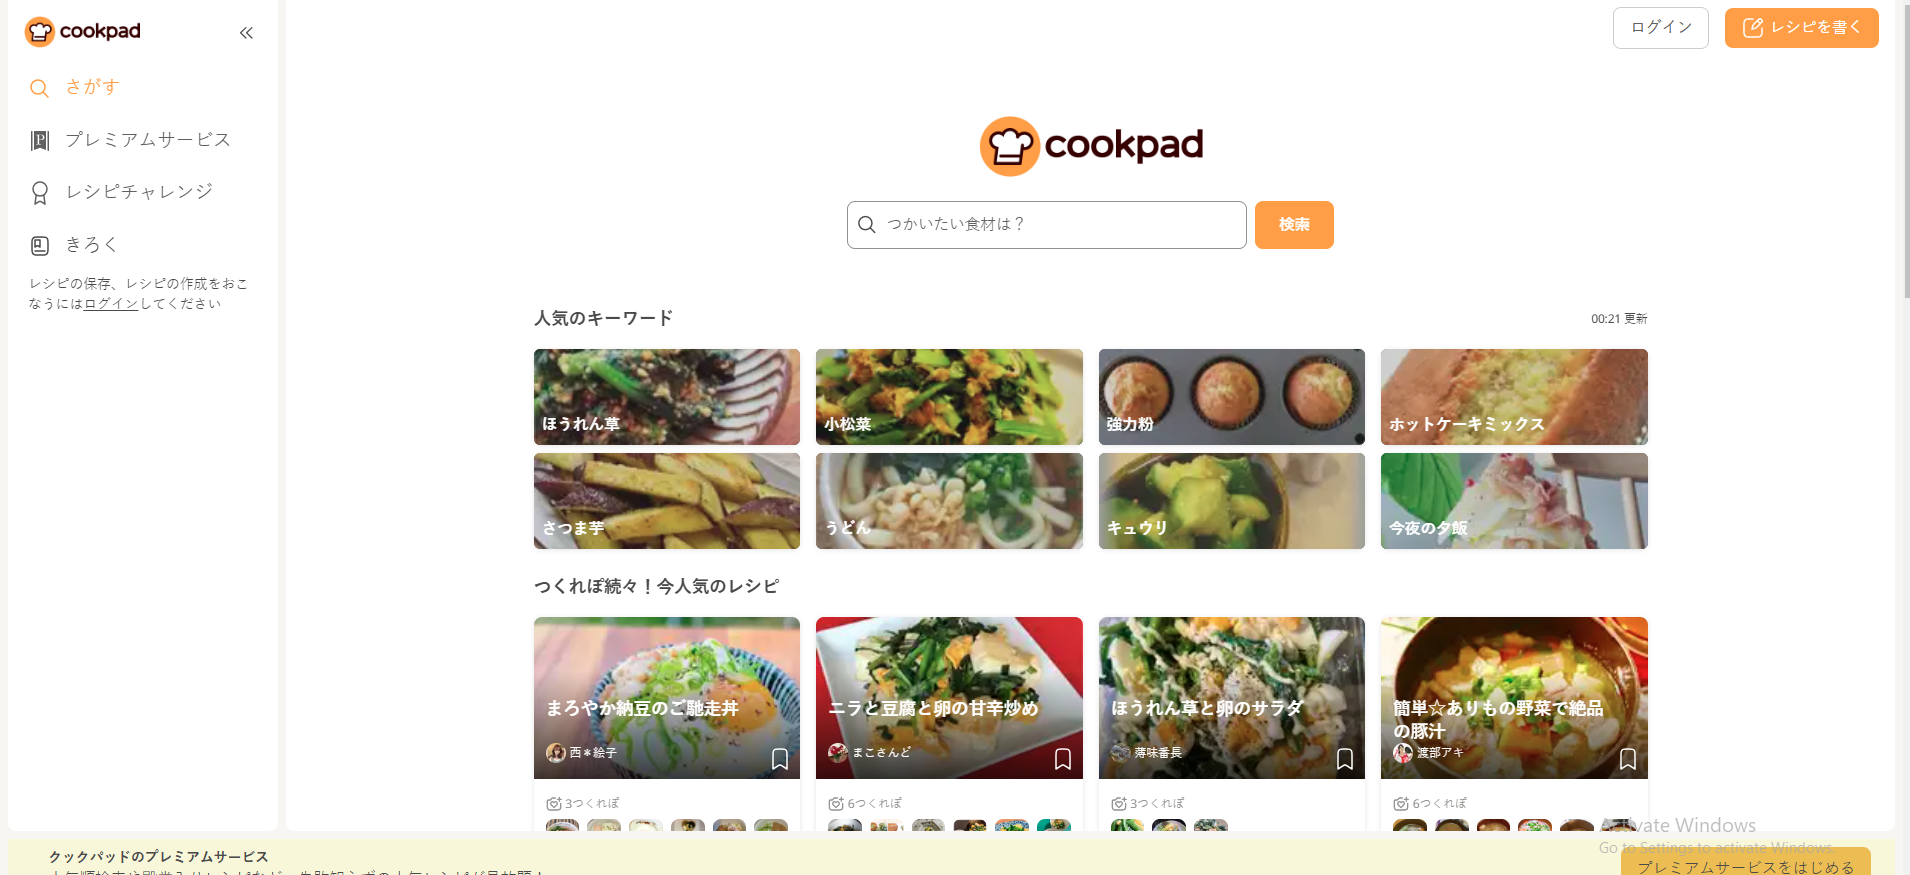 cookpad
さがす
プレミアムサービス
レシピチャレンジ
きろく
レシピの保存、レシピの作成をおこ
なうにはログインしてください
ログイン
レシピを書く
cookpad
つかいたい食材は？
検索
人気のキーワード
00:21 更新
ほうれん草
小松菜
強力粉
ホットケーキミックス
さつま芋
うどん
キュウリ
今夜の夕飯
つくれぽ続々！今人気のレシピ
まろやか納豆のご馳走丼
西＊絵子
3つくれぽ
ニラと豆腐と卵の甘辛炒め
まこさんど
6つくれぽ
ほうれん草と卵のサラダ
薄味番長
3つくれぽ
簡単☆ありもの野菜で絶品
の豚汁
渡部アキ
6つくれぽ
Activate Windows
Go to Settings to activate Windows.
クックパッドのプレミアムサービス
プレミアムサービスをはじめる